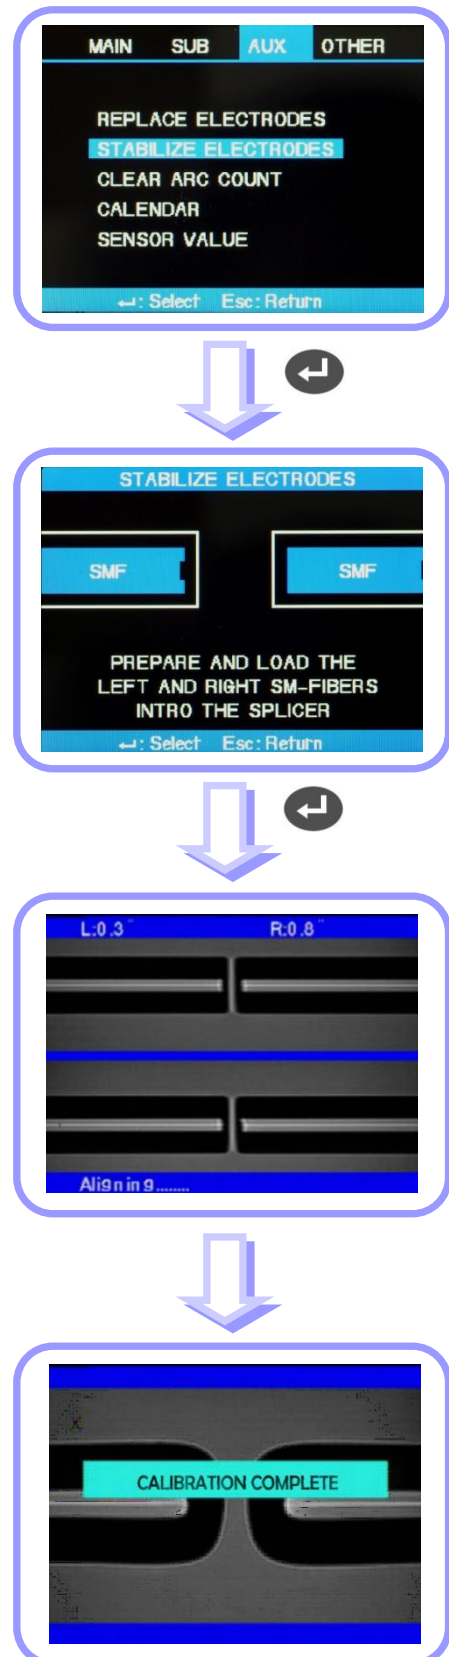 MAIN SUB AUX OTHER
REPLACE ELECTRODES
STABILIZE ELECTRODES
CLEAR ARC COUNT
CALENDAR
SENSOR VALUE
↵: Select Esc: Return
STABILIZE ELECTRODES
SMF SMF
PREPARE AND LOAD THE
LEFT AND RIGHT SM-FIBERS
INTRO THE SPLICER
↵: Select Esc: Return
L:0.3¨ R:0.8¨
Aligning........
CALIBRATION COMPLETE